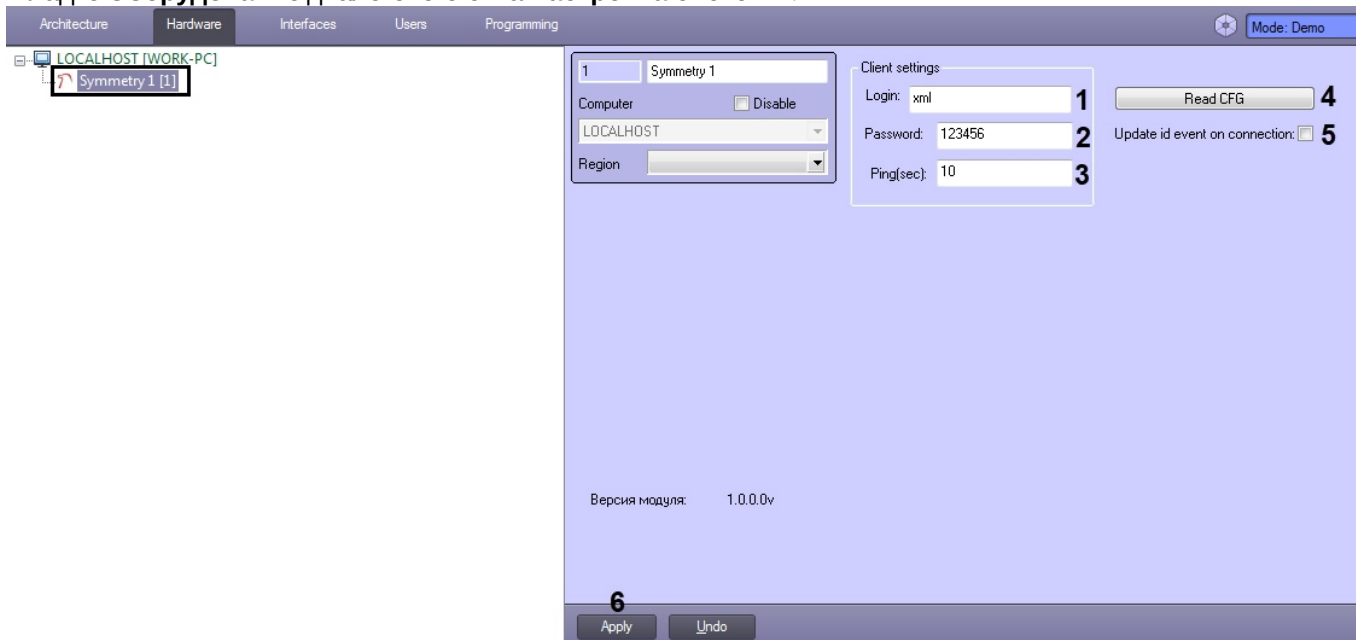 Architecture Hardware Interfaces Users Programming Mode: Demo
LOCALHOST [WORK-PC]
Symmetry 1 [1]
1 Symmetry 1
Computer Disable
LOCALHOST
Region
Client settings
Login: xml 1
Password: 123456 2
Ping(sec): 10 3
Read CFG 4
Update id event on connection: 5
Версия модуля: 1.0.0.0v
6
Apply Undo